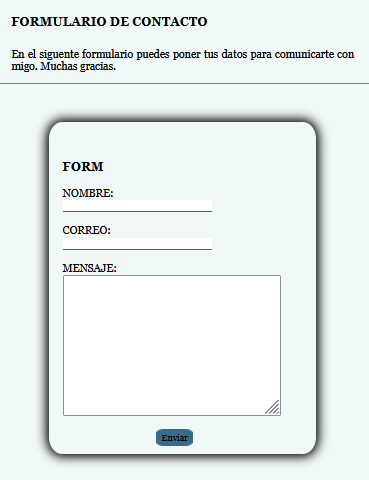 FORMULARIO DE CONTACTO
En el siguente formulario puedes poner tus datos para comunicarte con
migo. Muchas gracias.
FORM
NOMBRE:
CORREO:
MENSAJE:
Enviar